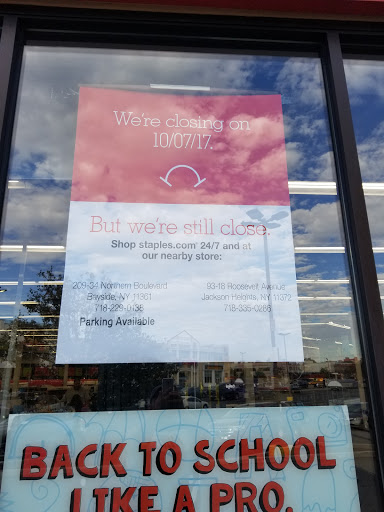 We're closing on
10/07/17.
But we're still close.
Shop staples.com® 24/7 and at
our nearby store:
209-34 Northern Boulevard
Bayside, NY 11361
718-229-0136
Parking Available
93-18 Roosevelt Avenue
Jackson Heights, NY 11372
718-335-0286
BACK TO SCHOOL
LIKE A PRO.